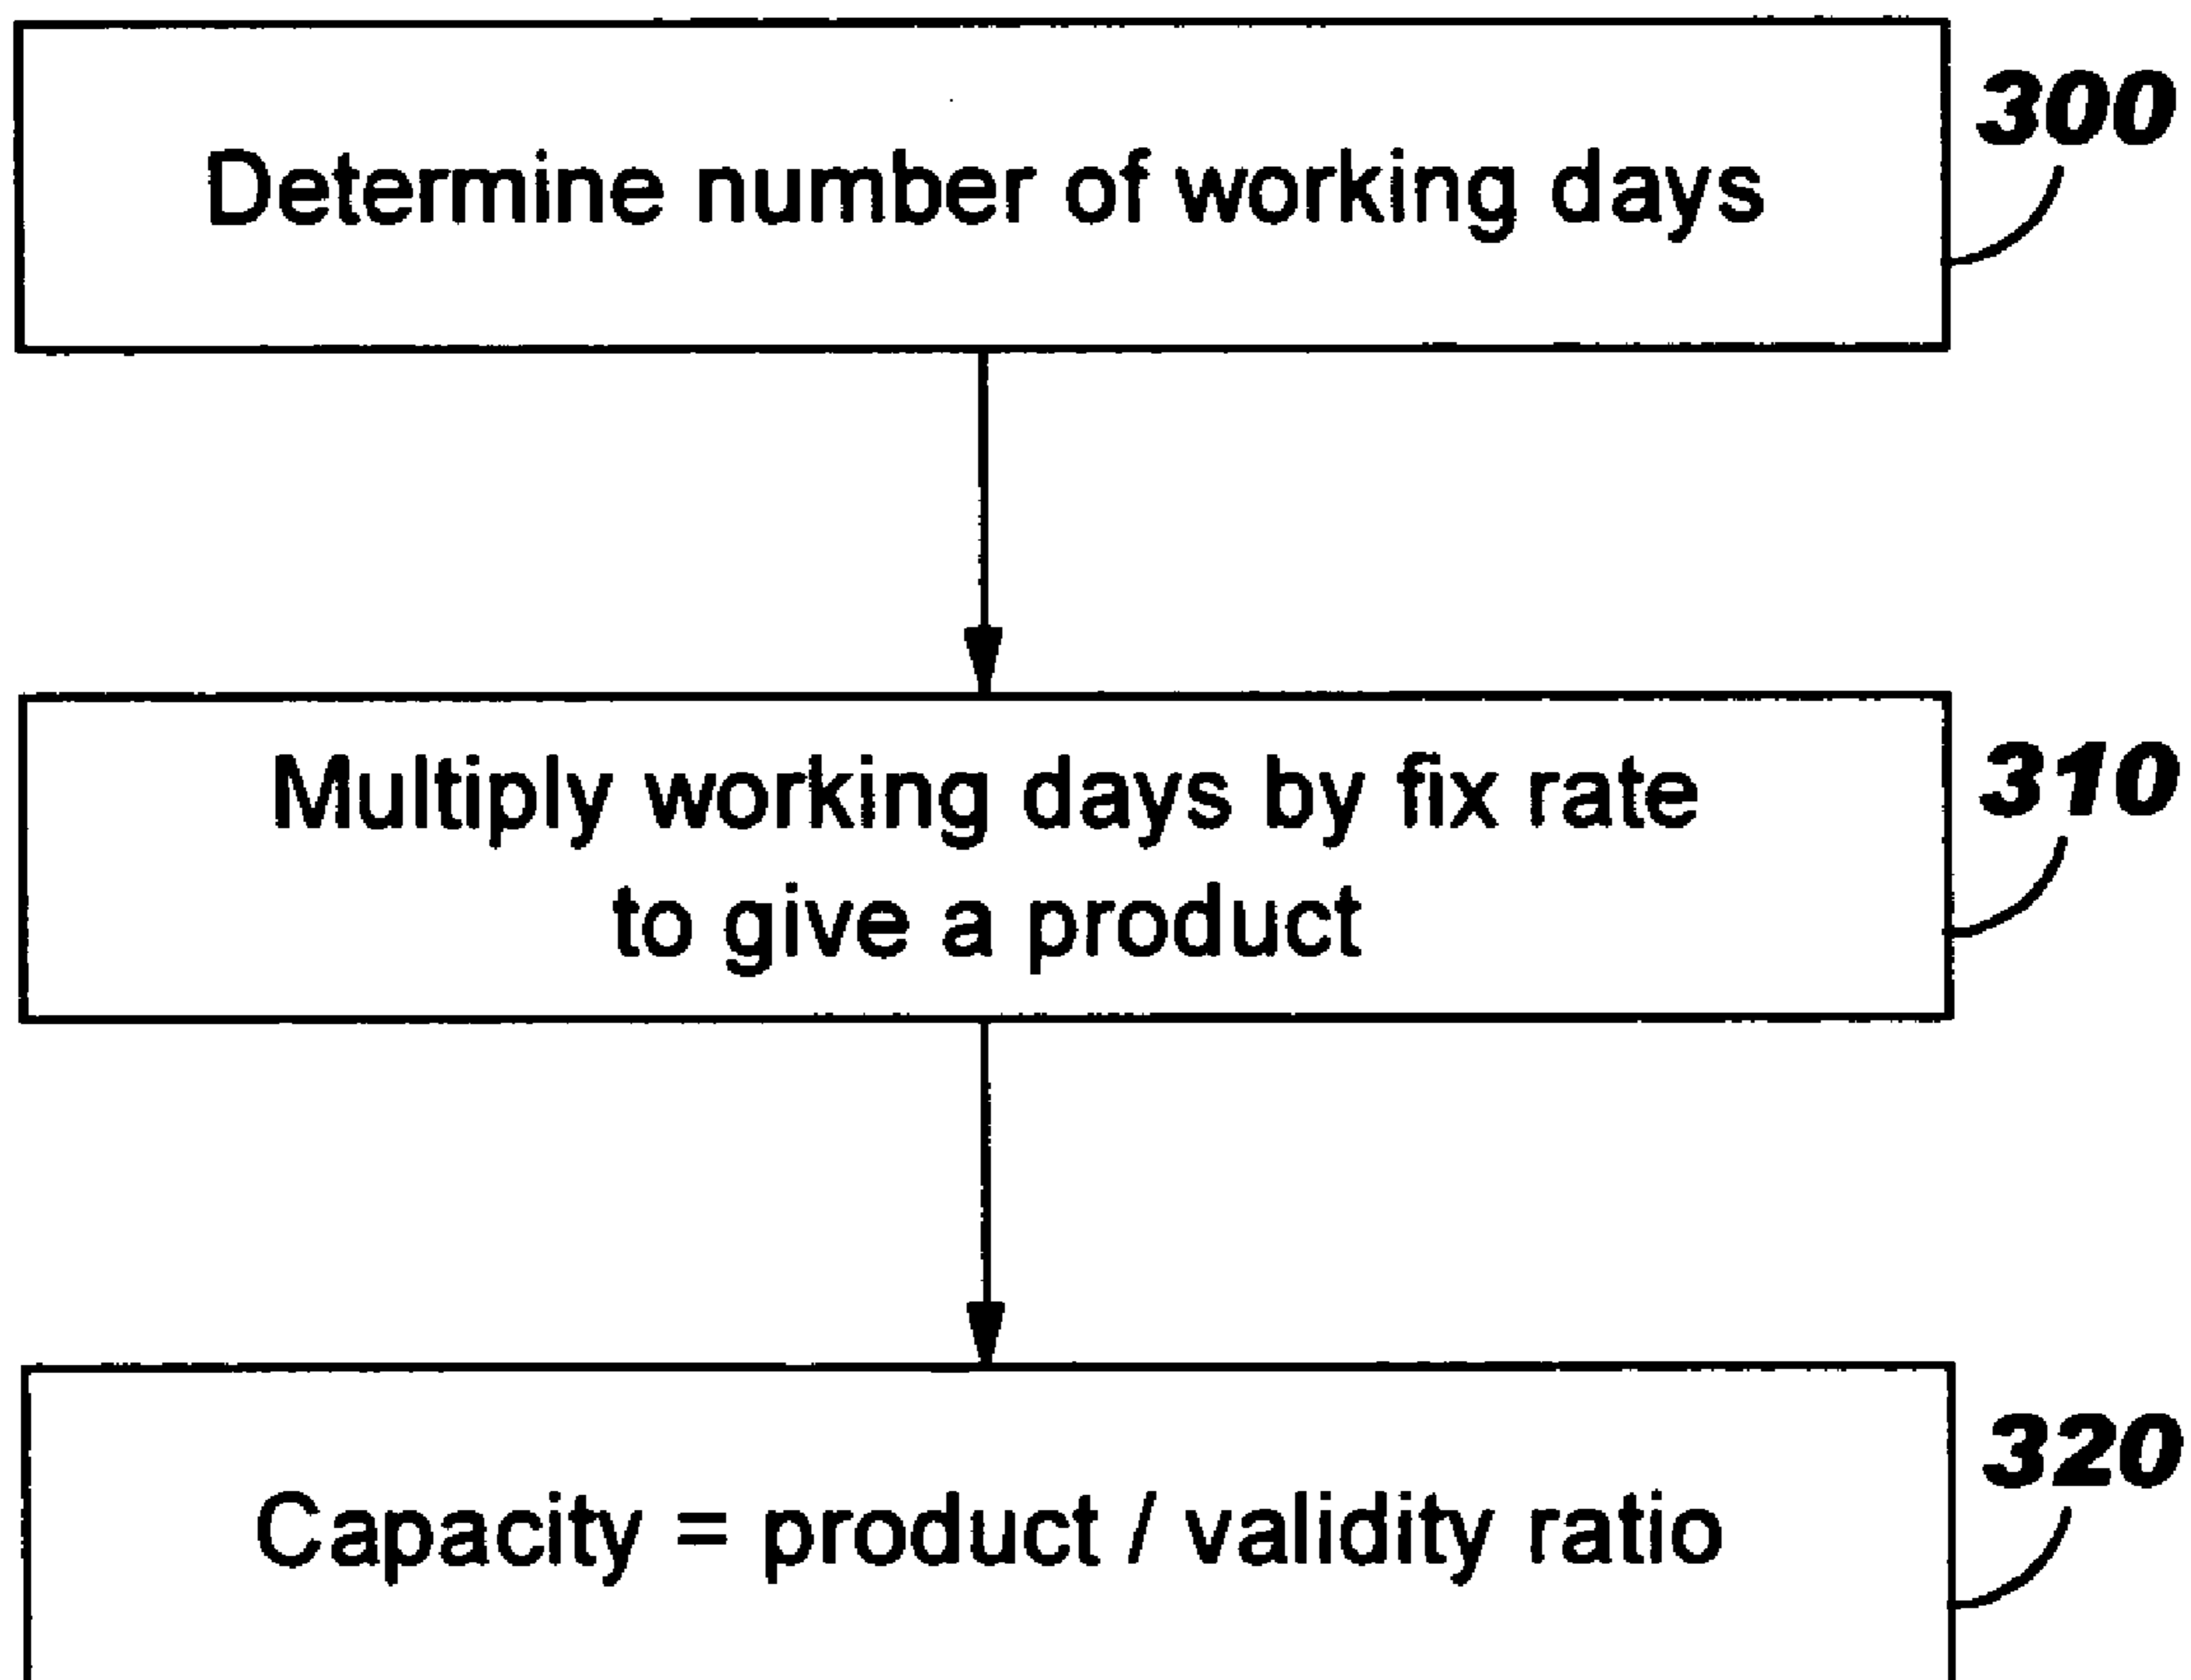 300
Determine number of working days
310
Multiply working days by fix rate
to give a product
320
Capacity = product / validity ratio